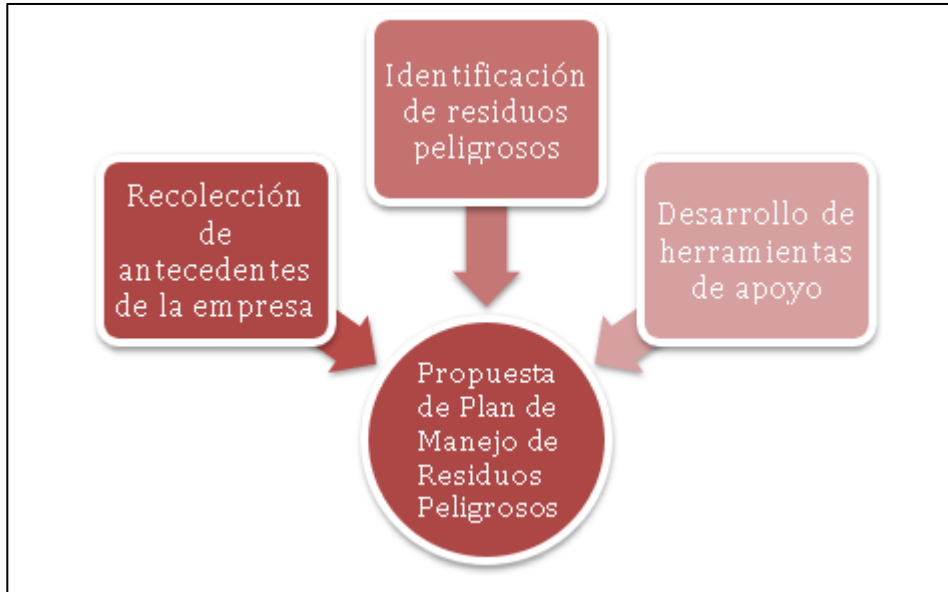 Identificación
de residuos
peligrosos
Recolección
de
antecedentes
de la empresa
Desarrollo de
herramientas
de apoyo
Propuesta
de Plan de
Manejo de
Residuos
Peligrosos